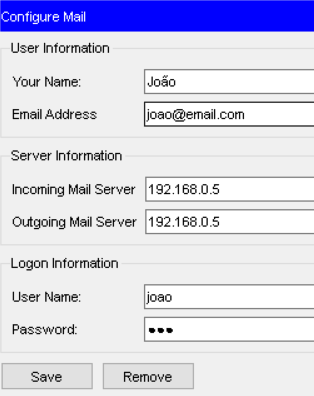 Configure Mail
User Information
Your Name: João
Email Address joao@email.com
Server Information
Incoming Mail Server 192.168.0.5
Outgoing Mail Server 192.168.0.5
Logon Information
User Name: joao
Password: •••
Save Remove